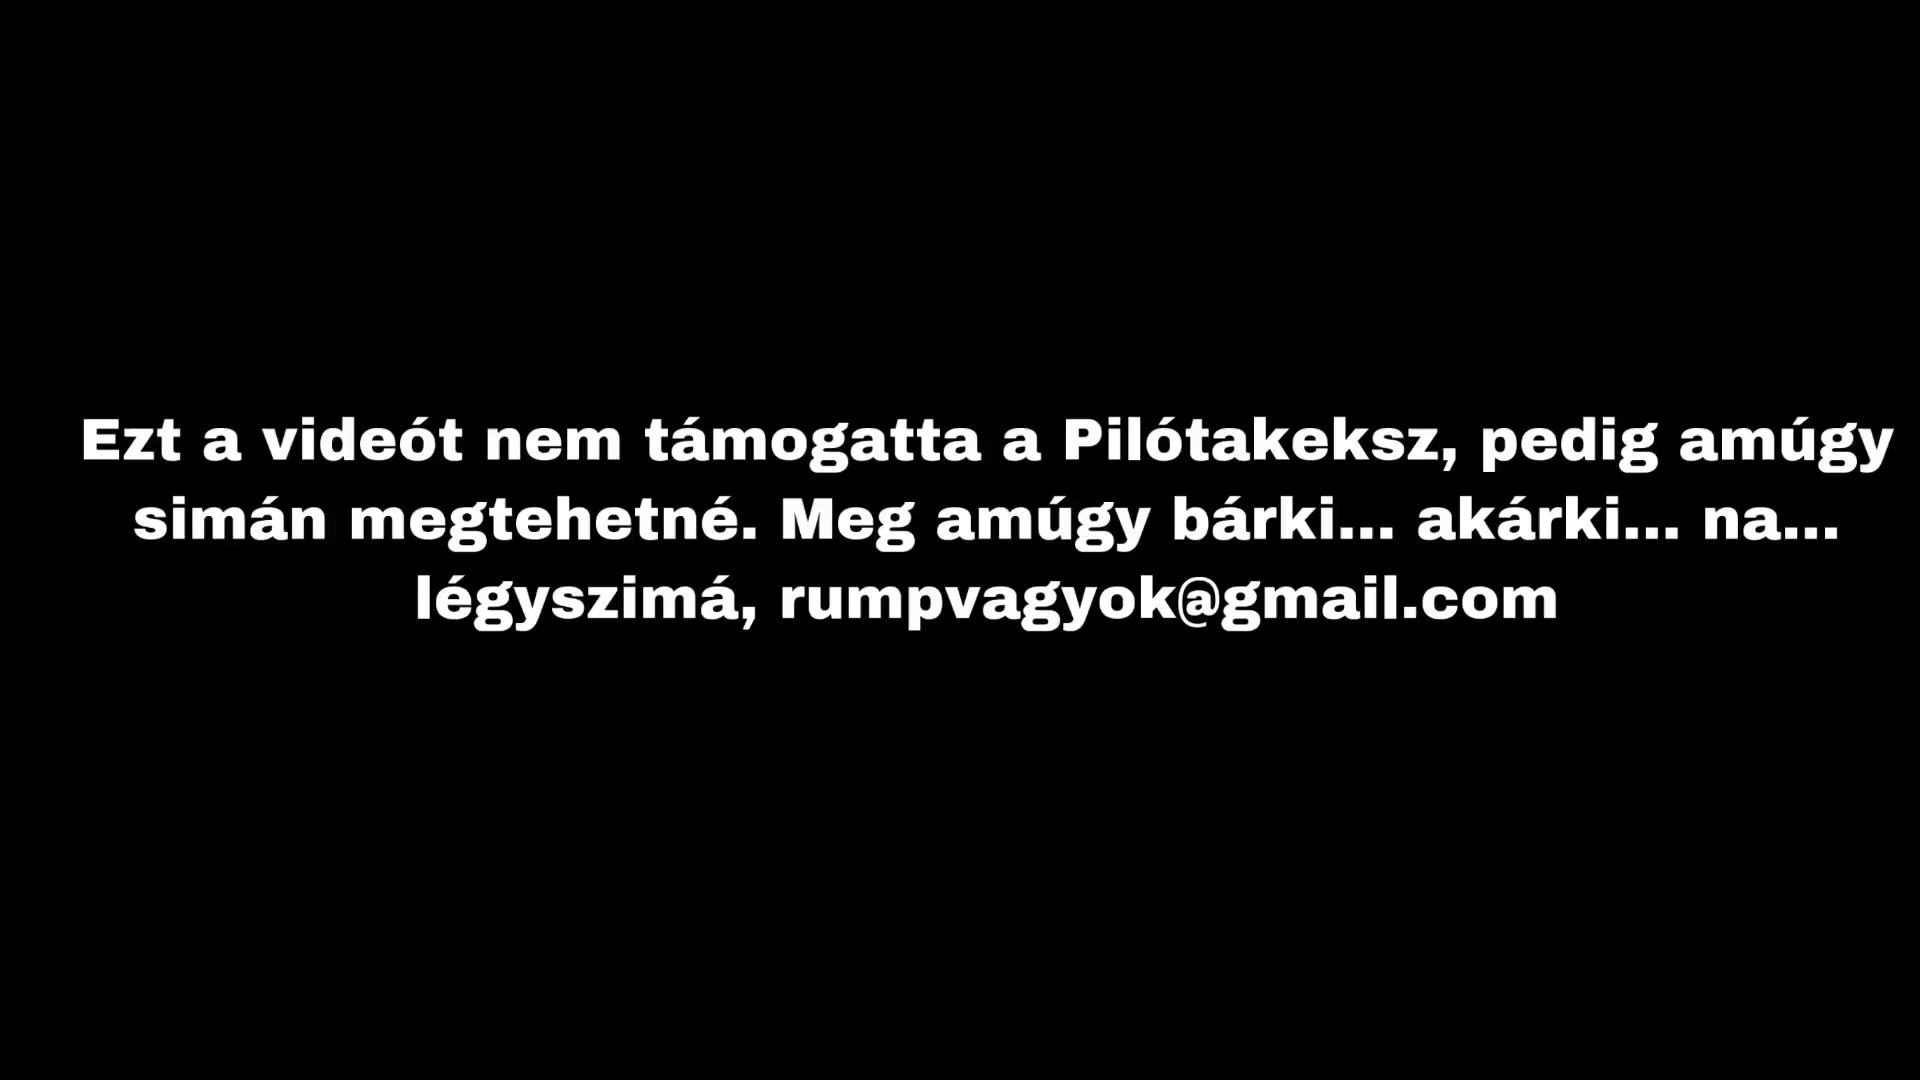 Ezt a videót nem támogatta a Pilótakeksz, pedig amúgy
simán megtehetné. Meg amúgy bárki... akárki... na...
légyszimá, rumpvagyok@gmail.com